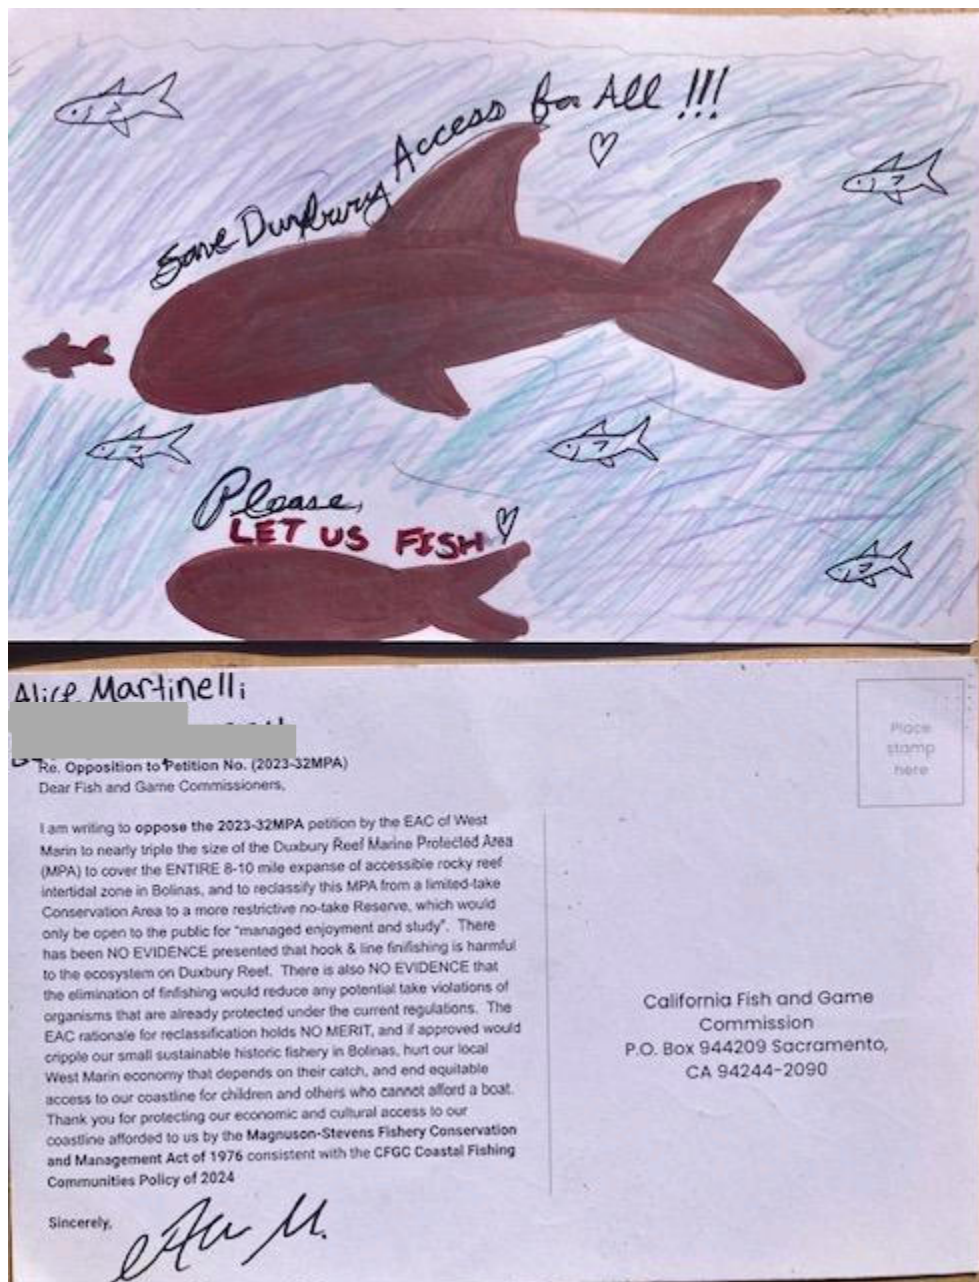 Save Duxbury Access for All !!!
Please,
LET US FISH
Alice Martinelli
Re. Opposition to Petition No. (2023-32MPA)
Dear Fish and Game Commissioners,
I am writing to oppose the 2023-32MPA petition by the EAC of West
Marin to nearly triple the size of the Duxbury Reef Marine Protected Area
(MPA) to cover the ENTIRE 8-10 mile expanse of accessible rocky reef
intertidal zone in Bolinas, and to reclassify this MPA from a limited-take
Conservation Area to a more restrictive no-take Reserve, which would
only be open to the public for "managed enjoyment and study". There
has been NO EVIDENCE presented that hook & line finifishing is harmful
to the ecosystem on Duxbury Reef. There is also NO EVIDENCE that
the elimination of finfishing would reduce any potential take violations of
organisms that are already protected under the current regulations. The
EAC rationale for reclassification holds NO MERIT, and if approved would
cripple our small sustainable historic fishery in Bolinas, hurt our local
West Marin economy that depends on their catch, and end equitable
access to our coastline for children and others who cannot afford a boat.
Thank you for protecting our economic and cultural access to our
coastline afforded to us by the Magnuson-Stevens Fishery Conservation
and Management Act of 1976 consistent with the CFGC Coastal Fishing
Communities Policy of 2024
Sincerely,
Place
stamp
here
California Fish and Game
Commission
P.O. Box 944209 Sacramento,
CA 94244-2090